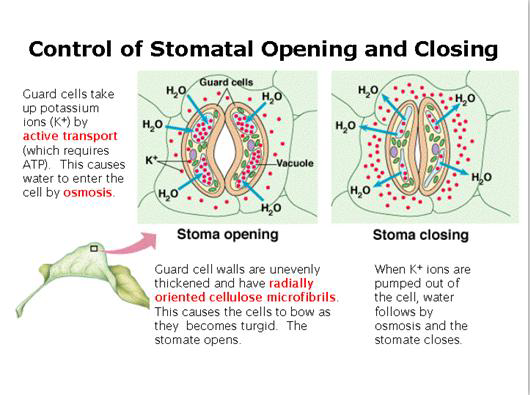 Control of Stomatal Opening and Closing
Guard cells take
up potassium
ions (K+) by
active transport
(which requires
ATP).  This causes
water to enter the
cell by osmosis.
Guard cells
H₂O
H₂O
H₂O
K+
Vacuole
H₂O
H₂O
Stoma opening
H₂O
H₂O
H₂O
H₂O
H₂O
Stoma closing
Guard cell walls are unevenly
thickened and have radially
oriented cellulose microfibrils.
This causes the cells to bow as
they  becomes turgid.  The
stomate opens.
When K+ ions are
pumped out of
the cell, water
follows by
osmosis and the
stomate closes.